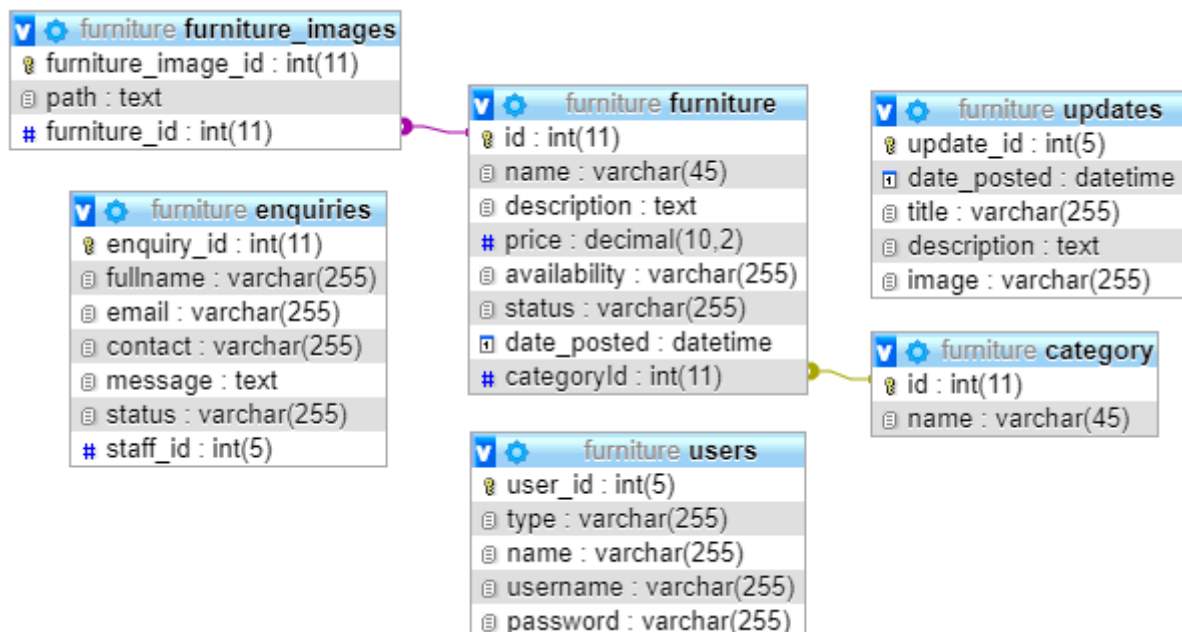 furniture furniture_images
furniture_image_id : int(11)
path : text
furniture_id : int(11)
furniture enquiries
enquiry_id : int(11)
fullname : varchar(255)
email : varchar(255)
contact : varchar(255)
message : text
status : varchar(255)
staff_id : int(5)
furniture furniture
id : int(11)
name : varchar(45)
description : text
price : decimal(10,2)
availability : varchar(255)
status : varchar(255)
date_posted : datetime
categoryId : int(11)
furniture users
user_id : int(5)
type : varchar(255)
name : varchar(255)
username : varchar(255)
password : varchar(255)
furniture updates
update_id : int(5)
date_posted : datetime
title : varchar(255)
description : text
image : varchar(255)
furniture category
id : int(11)
name : varchar(45)